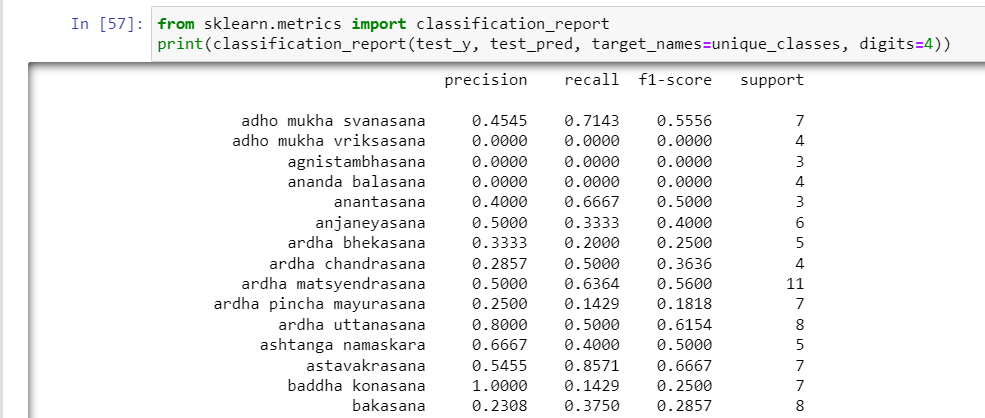 In [57]: from sklearn.metrics import classification_report
print(classification_report(test_y, test_pred, target_names=unique_classes, digits=4))
precision recall f1-score support
adho mukha svanasana 0.4545 0.7143 0.5556 7
adho mukha vriksasana 0.0000 0.0000 0.0000 4
agnistambhasana 0.0000 0.0000 0.0000 3
ananda balasana 0.0000 0.0000 0.0000 4
anantasana 0.4000 0.6667 0.5000 3
anjaneyasana 0.5000 0.3333 0.4000 6
ardha bhekasana 0.3333 0.2000 0.2500 5
ardha chandrasana 0.2857 0.5000 0.3636 4
ardha matsyendrasana 0.5000 0.6364 0.5600 11
ardha pincha mayurasana 0.2500 0.1429 0.1818 7
ardha uttanasana 0.8000 0.5000 0.6154 8
ashtanga namaskara 0.6667 0.4000 0.5000 5
astavakrasana 0.5455 0.8571 0.6667 7
baddha konasana 1.0000 0.1429 0.2500 7
bakasana 0.2308 0.3750 0.2857 8